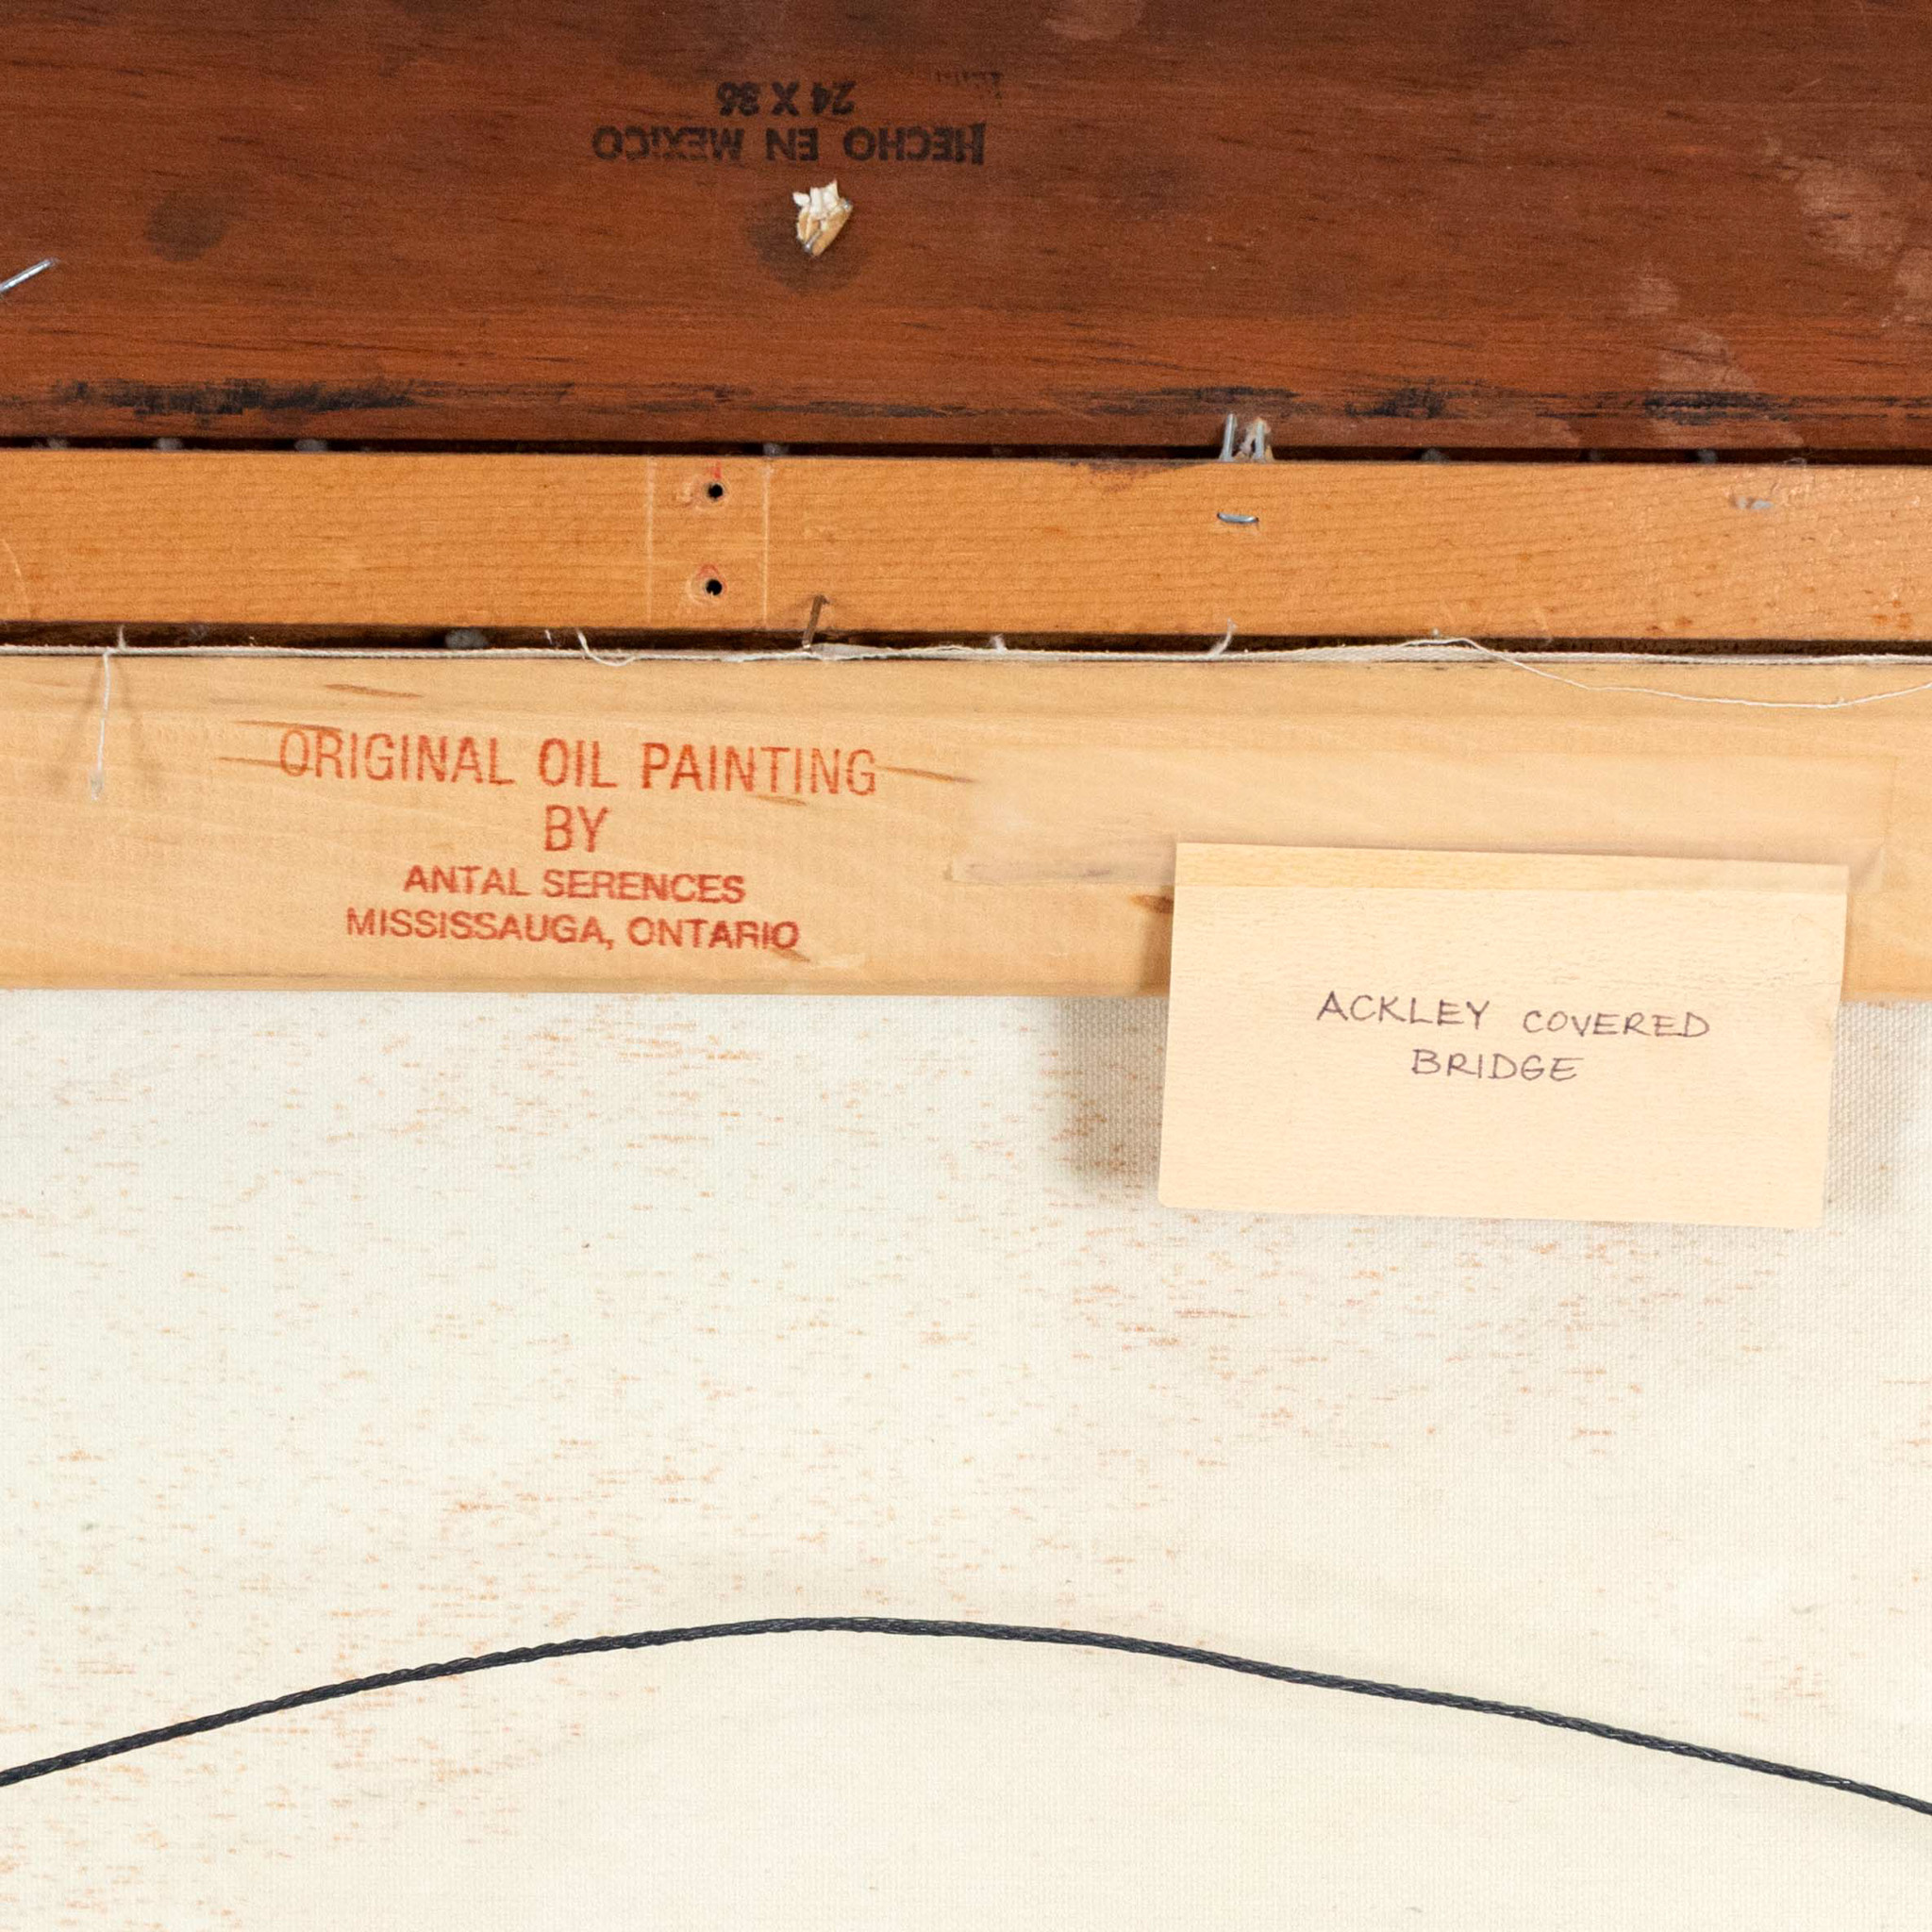 HECHO EN MEXICO
24 X 36
ORIGINAL OIL PAINTING
BY
ANTAL SERENCES
MISSISSAUGA, ONTARIO
ACKLEY COVERED
BRIDGE